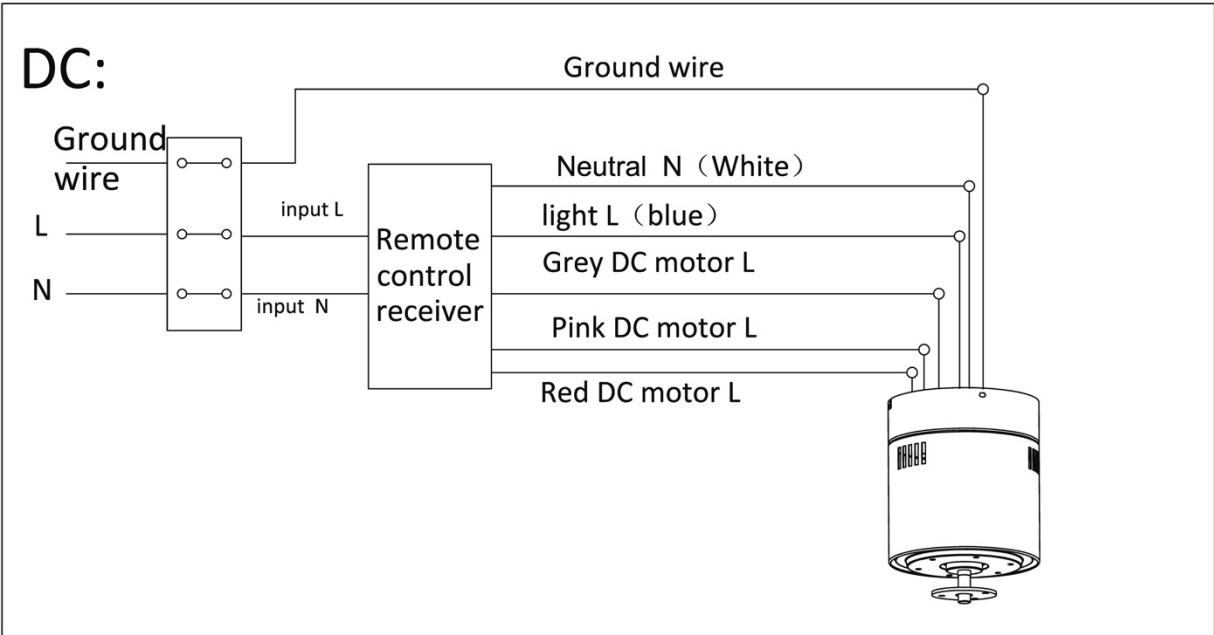 DC:
Ground wire
Ground
wire
Neutral N（White）
input L
light L（blue）
L
Remote
control
receiver
Grey DC motor L
N
input N
Pink DC motor L
Red DC motor L